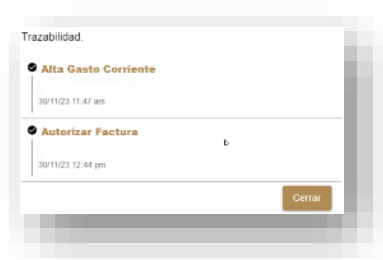 Trazabilidad.
Alta Gasto Corriente
30/11/23 11:47 am
Autorizar Factura
30/11/23 12:44 pm
Cerrar